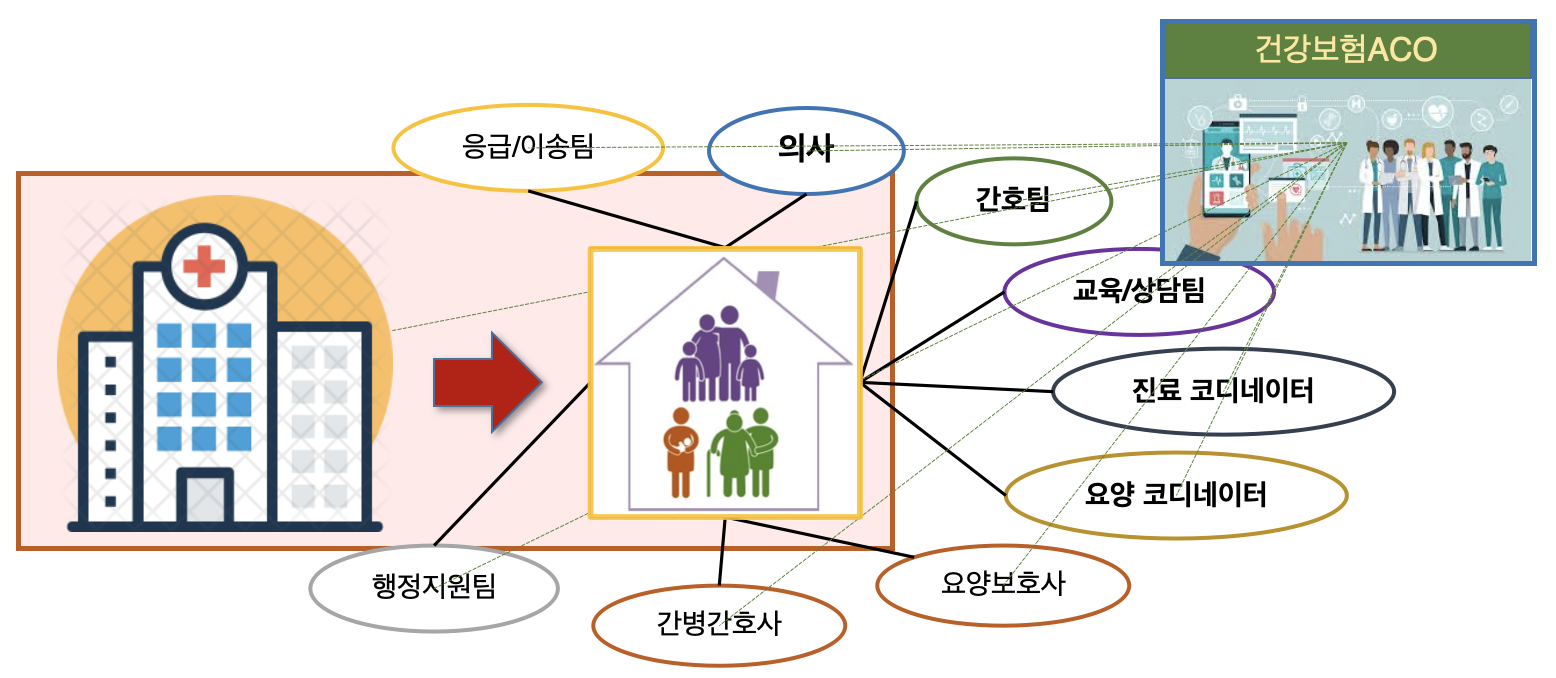 건강보험ACO
응급/이송팀
의사
간호팀
교육/상담팀
진료 코디네이터
요양 코디네이터
행정지원팀
간병간호사
요양보호사